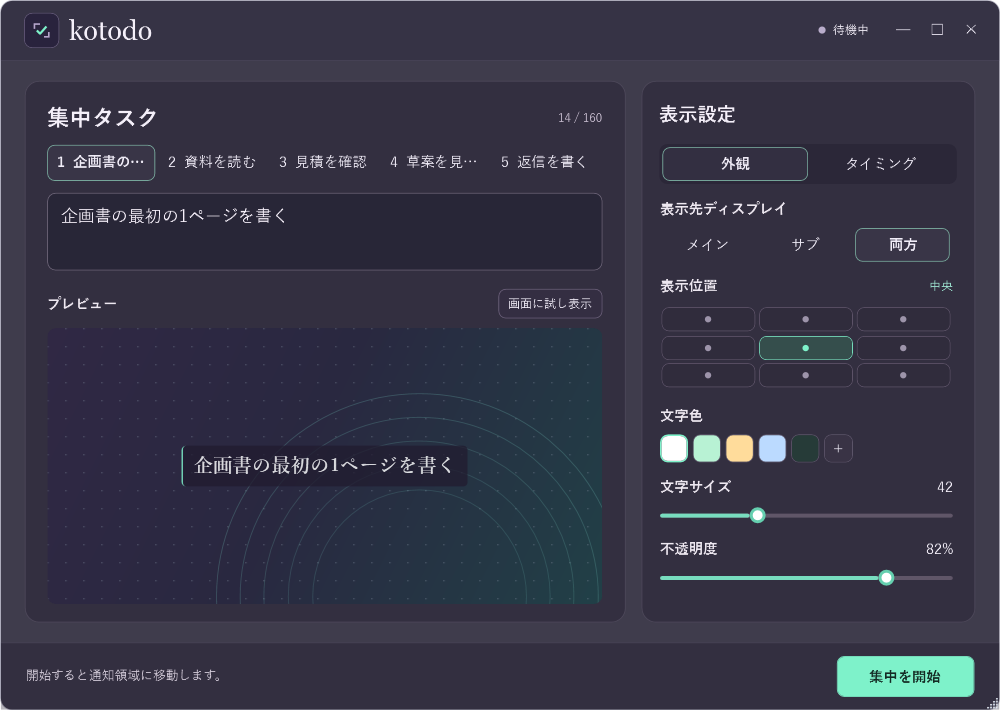 kotodo
待機中
集中タスク
14 / 160
1 企画書の…
2 資料を読む
3 見積を確認
4 草案を見…
5 返信を書く
企画書の最初の1ページを書く
プレビュー
画面に試し表示
企画書の最初の1ページを書く
表示設定
外観
タイミング
表示先ディスプレイ
メイン
サブ
両方
表示位置
中央
文字色
+
文字サイズ
42
不透明度
82%
開始すると通知領域に移動します。
集中を開始